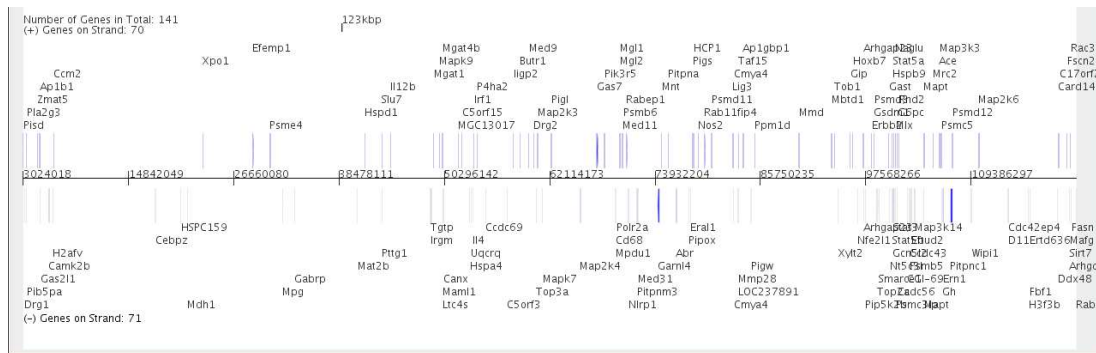 Number of Genes in Total: 141 123kbp
(+) Genes on Strand: 70
Efemp1 Mgat4b Med9 Mgl1 HCP1 Ap1gbp1 Map3k3 Rac3
Xpo1 Mapk9 Butr1 Mgl2 Pigs Taf15 Hoxb7 Stat5a Ace Fscn2
Ccm2 Mgat1 Iigp2 Pik3r5 Pitpna Cmya4 Gip Hspb9 Mrc2
Ap1b1 Il12b P4ha2 Gas7 Mnt Lig3 Tob1 Gast Mapt Card14
Zmat5 Slu7 Irf1 Pigl Rabep1 Psmd11 Mbtd1 Map2k6
Pla2g3 Hspd1 C5orf15 Map2k3 Psmb6 Rab11fip4 Mmd Psmd12
Pisd Psme4 MGC13017 Drg2 Med11 Nos2 Ppm1d Psmc5
3024018 14842049 26660080 38478111 50296142 62114173 73932204 85750235 97568266 109386297
HSPC159 Tgtp Ccdc69 Polr2a Eral1 Map3k14 Cdc42ep4 Fasn
Cebpz Irgm Il4 Cd68 Pipox Nfe2l1 Mafg
H2afv Pttg1 Uqcrq Mpdu1 Abr Xylt2 Wipi1 Sirt7
Camk2b Mat2b Hspa4 Map2k4 Garnl4 Pigw Pitpnc1
Gas2l1 Gabrp Canx Mapk7 Med31 Mmp28 Ern1 Ddx48
Pib5pa Mpg Maml1 Top3a Pitpnm3 LOC237891 Gh Fbf1
Drg1 Mdh1 Ltc4s C5orf3 Nlrp1 Cmya4 Mapt H3f3b Rab
(-) Genes on Strand: 71